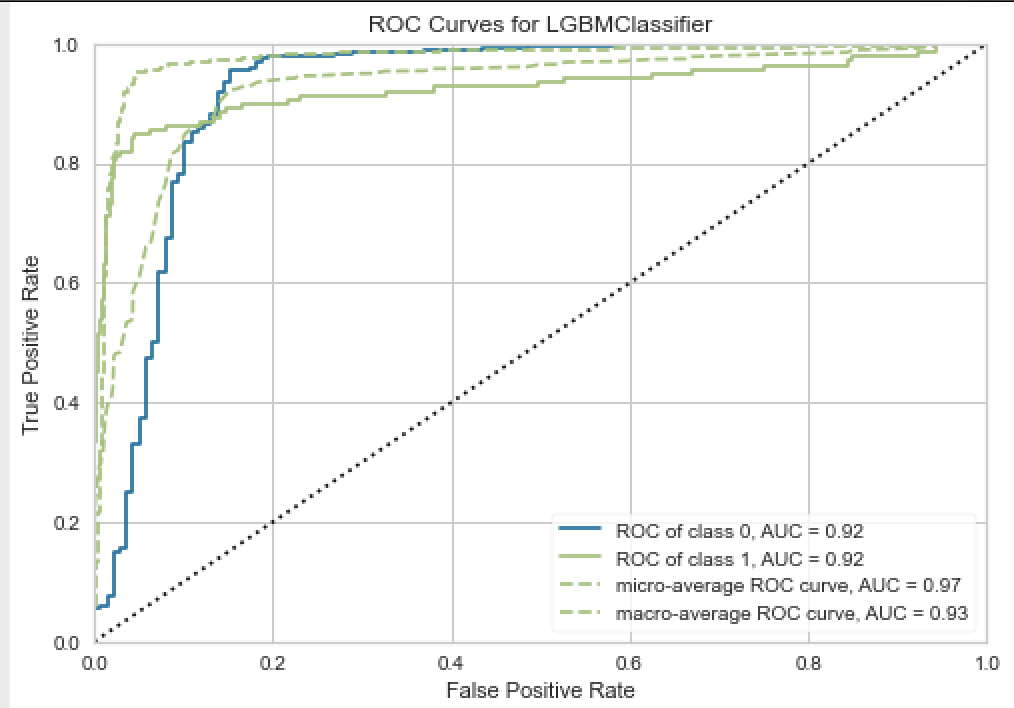 ROC Curves for LGBMClassifier
1.0
0.8
0.6
0.4
0.2
0.0
True Positive Rate
0.0 0.2 0.4 0.6 0.8 1.0
False Positive Rate
ROC of class 0, AUC = 0.92
ROC of class 1, AUC = 0.92
micro-average ROC curve, AUC = 0.97
macro-average ROC curve, AUC = 0.93